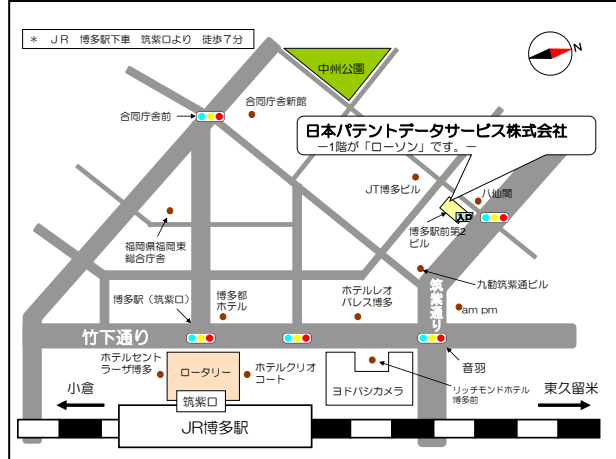 ＊　ＪＲ　博多駅下車　筑紫口より　徒歩７分
N
中州公園
合同庁舎新館
合同庁舎前
日本パテントデータサービス株式会社
―1階が「ローソン」です。―
JT博多ビル
八仙閣
入口
博多駅前第2
ビル
福岡県福岡東
総合庁舎
九勧筑紫通ビル
筑紫通り
博多駅（筑紫口）
博多都
ホテル
ホテルレオ
パレス博多
am pm
竹下通り
音羽
ホテルセント
ラーザ博多
ロータリー
ホテルクリオ
コート
ヨドバシカメラ
リッチモンドホテル
博多前
小倉
筑紫口
東久留米
JR博多駅